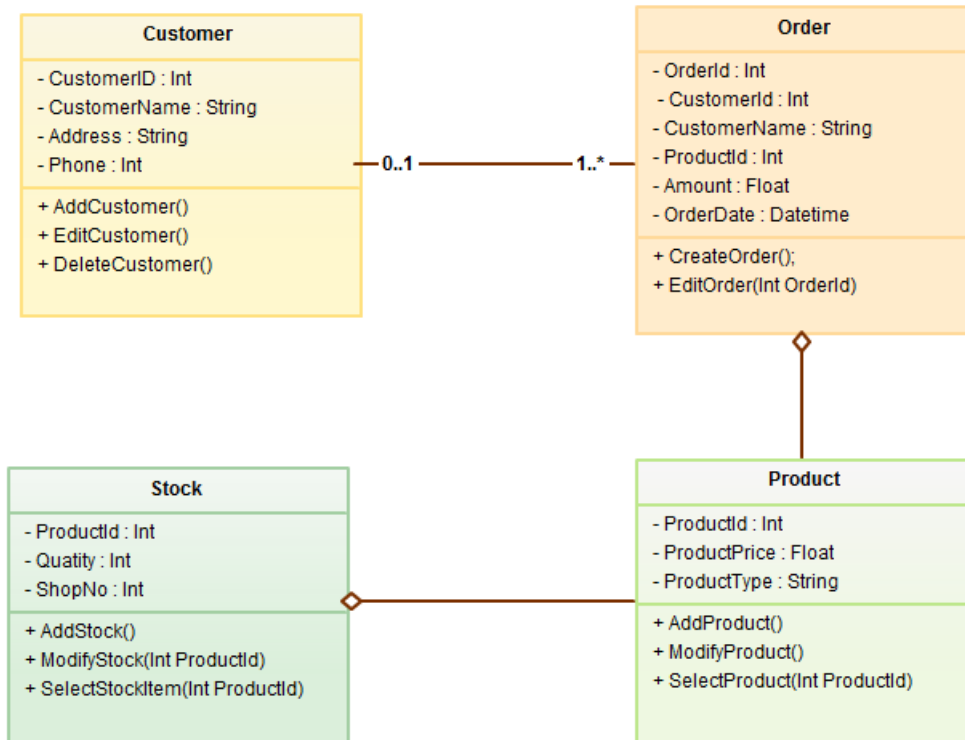 Customer
- CustomerID : Int
- CustomerName : String
- Address : String
- Phone : Int
+ AddCustomer()
+ EditCustomer()
+ DeleteCustomer()
0..1
1..*
Order
- OrderId : Int
- CustomerId : Int
- CustomerName : String
- ProductId : Int
- Amount : Float
- OrderDate : Datetime
+ CreateOrder();
+ EditOrder(Int OrderId)
Stock
- ProductId : Int
- Quatity : Int
- ShopNo : Int
+ AddStock()
+ ModifyStock(Int ProductId)
+ SelectStockItem(Int ProductId)
Product
- ProductId : Int
- ProductPrice : Float
- ProductType : String
+ AddProduct()
+ ModifyProduct()
+ SelectProduct(Int ProductId)